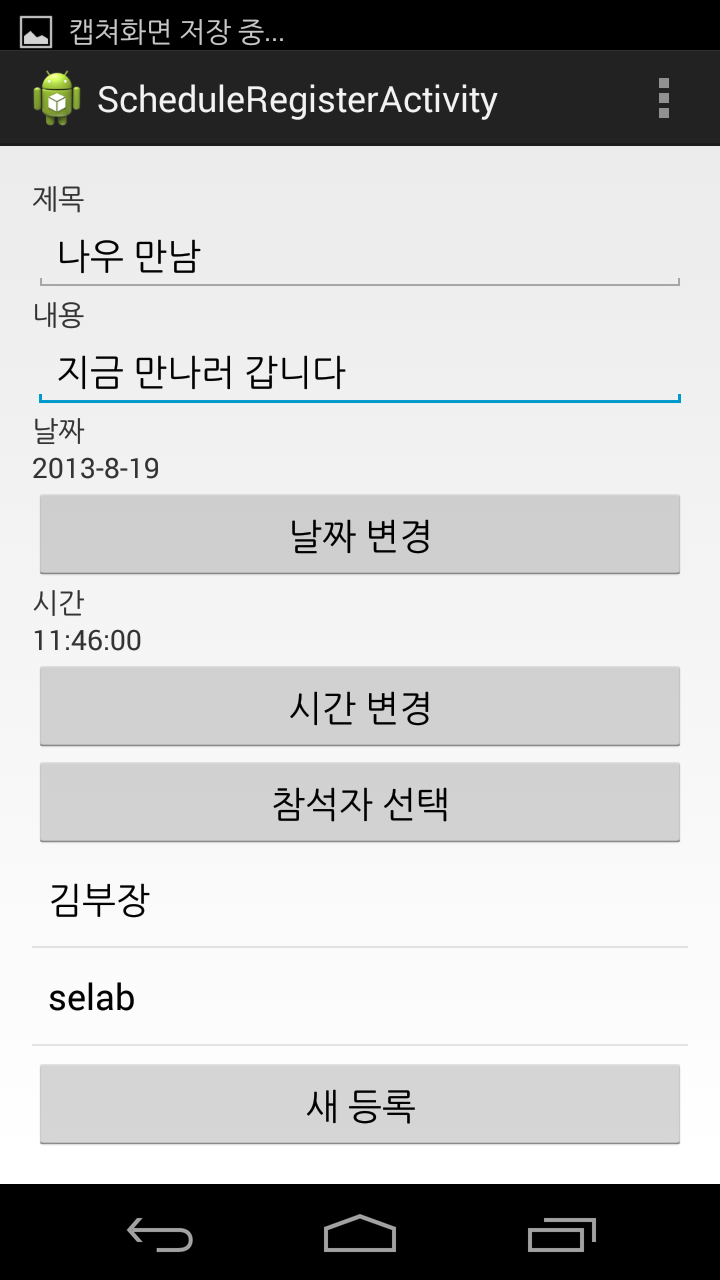 캡쳐화면 저장 중...
ScheduleRegisterActivity
제목
나우 만남
내용
지금 만나러 갑니다
날짜
2013-8-19
날짜 변경
시간
11:46:00
시간 변경
참석자 선택
김부장
selab
새 등록